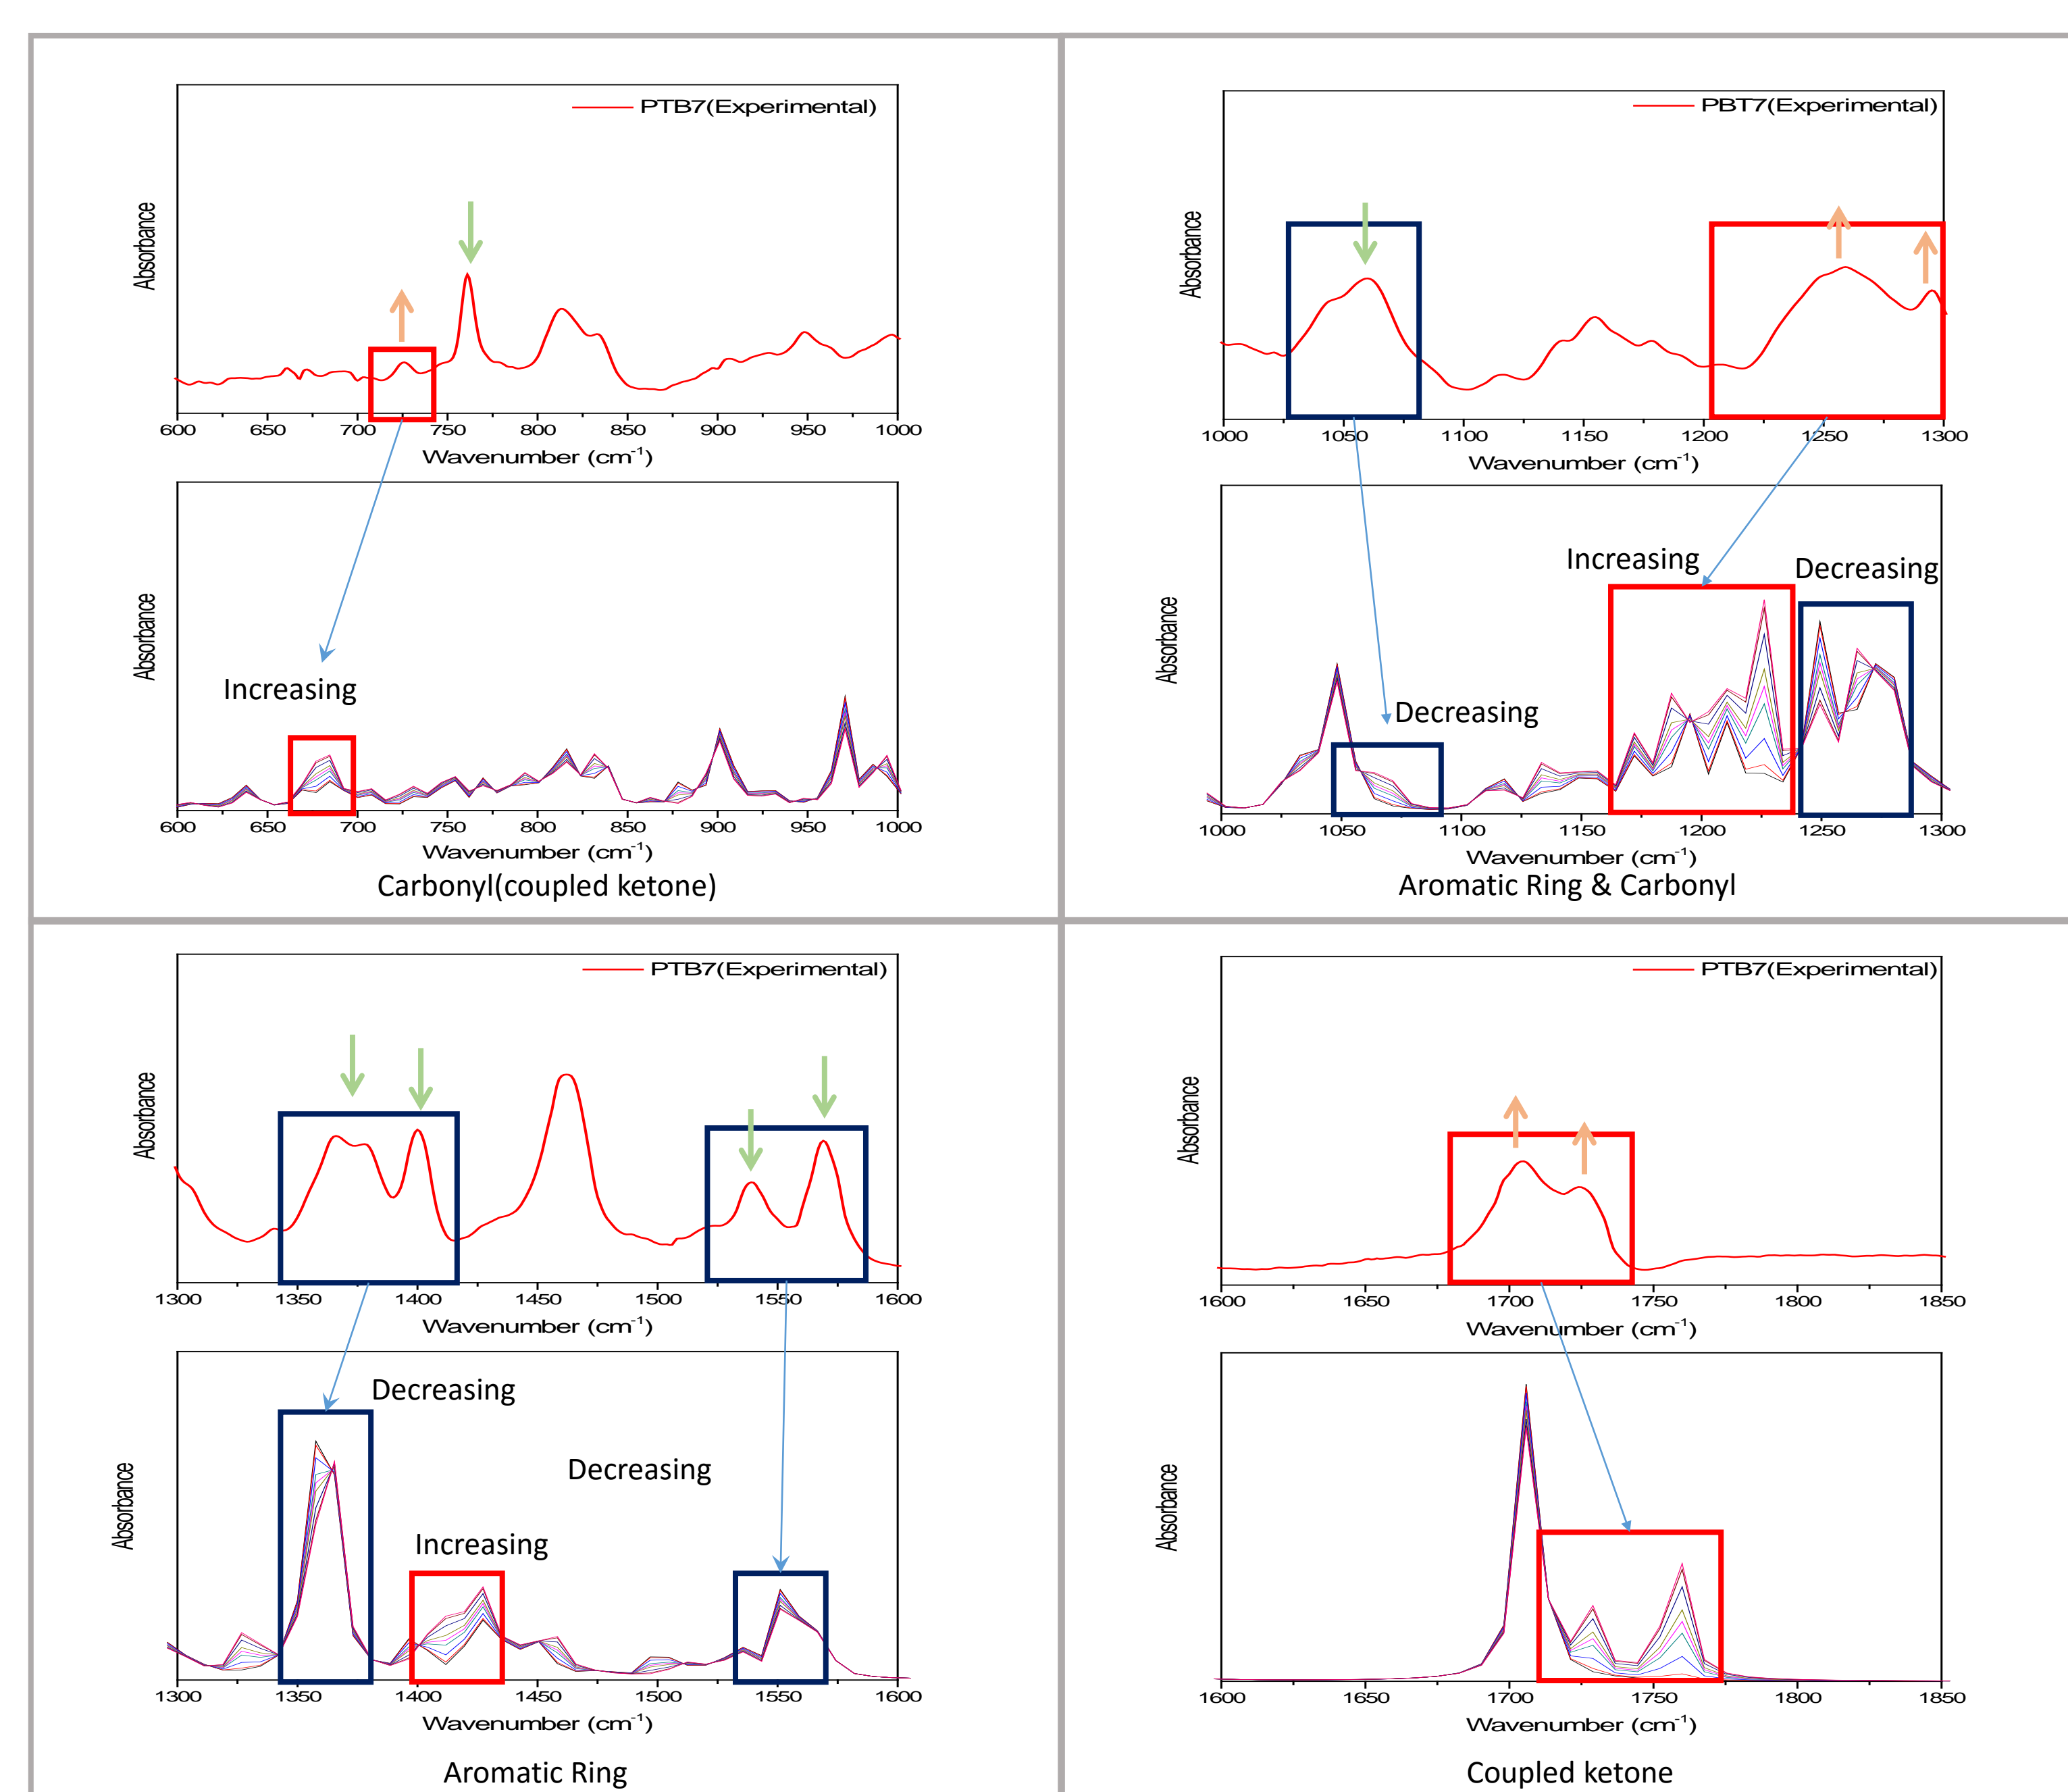 PTB7(Experimental)
Absorbance
600 650 700 750 800 850 900 950 1000
Wavenumber (cm⁻¹)
Absorbance
Increasing
600 650 700 750 800 850 900 950 1000
Wavenumber (cm⁻¹)
Carbonyl(coupled ketone)
PBT7(Experimental)
Absorbance
1000 1050 1100 1150 1200 1250 1300
Wavenumber (cm⁻¹)
Absorbance
Increasing
Decreasing
Decreasing
1000 1050 1100 1150 1200 1250 1300
Wavenumber (cm⁻¹)
Aromatic Ring & Carbonyl
PTB7(Experimental)
Absorbance
1300 1350 1400 1450 1500 1550 1600
Wavenumber (cm⁻¹)
Absorbance
Decreasing
Decreasing
Increasing
1300 1350 1400 1450 1500 1550 1600
Wavenumber (cm⁻¹)
Aromatic Ring
PTB7(Experimental)
Absorbance
1600 1650 1700 1750 1800 1850
Wavenumber (cm⁻¹)
Absorbance
1600 1650 1700 1750 1800 1850
Wavenumber (cm⁻¹)
Coupled ketone